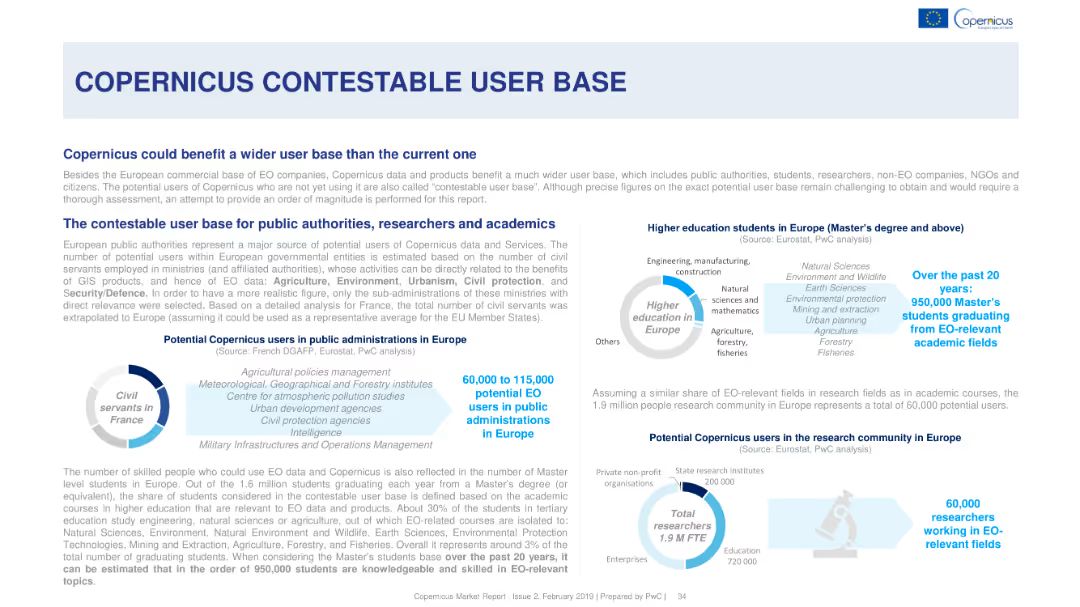 Copernicus
COPERNICUS CONTESTABLE USER BASE
Copernicus could benefit a wider user base than the current one
Besides the European commercial base of EO companies, Copernicus data and products benefit a much wider user base, which includes public authorities, students, researchers, non-EO companies, NGOs and
citizens. The potential users of Copernicus who are not yet using it are also called “contestable user base”. Although precise figures on the exact potential user base remain challenging to obtain and would require a
thorough assessment, an attempt to provide an order of magnitude is performed for this report.
The contestable user base for public authorities, researchers and academics
European public authorities represent a major source of potential users of Copernicus data and Services. The
number of potential users within European governmental entities is estimated based on the number of civil
servants employed in ministries (and affiliated authorities), whose activities can be directly related to the benefits
of GIS products, and hence of EO data: Agriculture, Environment, Urbanism, Civil protection, and
Security/Defence. In order to have a more realistic figure, only the sub-administrations of these ministries with
direct relevance were selected. Based on a detailed analysis for France, the total number of civil servants was
extrapolated to Europe (assuming it could be used as a representative average for the EU Member States).
Potential Copernicus users in public administrations in Europe
(Source: French DGAFP, Eurostat, PwC analysis)
Civil
servants in
France
Agricultural policies management
Meteorological, Geographical and Forestry institutes
Centre for atmospheric pollution studies
Urban development agencies
Civil protection agencies
Intelligence
Military Infrastructures and Operations Management
60,000 to 115,000
potential EO
users in public
administrations
in Europe
The number of skilled people who could use EO data and Copernicus is also reflected in the number of Master
level students in Europe. Out of the 1.6 million students graduating each year from a Master's degree (or
equivalent), the share of students considered in the contestable user base is defined based on the academic
courses in higher education that are relevant to EO data and products. About 30% of the students in tertiary
education study engineering, natural sciences or agriculture, out of which EO-related courses are isolated to:
Natural Sciences, Environment, Natural Environment and Wildlife, Earth Sciences, Environmental Protection
Technologies, Mining and Extraction, Agriculture, Forestry, and Fisheries. Overall it represents around 3% of the
total number of graduating students. When considering the Master's students base over the past 20 years, it
can be estimated that in the order of 950,000 students are knowledgeable and skilled in EO-relevant
topics.
Higher education students in Europe (Master's degree and above)
(Source: Eurostat, PwC analysis)
Engineering, manufacturing,
construction
Natural
sciences and
mathematics
Agriculture,
forestry,
fisheries
Others
Higher
education in
Europe
Natural Sciences
Environment and Wildlife
Earth Sciences
Environmental protection
Mining and extraction
Urban planning
Agriculture
Forestry
Fisheries
Over the past 20
years:
950,000 Master's
students graduating
from EO-relevant
academic fields
Assuming a similar share of EO-relevant fields in research fields as in academic courses, the
1.9 million people research community in Europe represents a total of 60,000 potential users.
Potential Copernicus users in the research community in Europe
(Source: Eurostat, PwC analysis)
Private non-profit
organisations
State research institutes
200 000
Total
researchers
1.9 M FTE
Enterprises
Education
720 000
60,000
researchers
working in EO-
relevant fields
Copernicus Market Report Issue 2, February 2019 | Prepared by PwC | 34